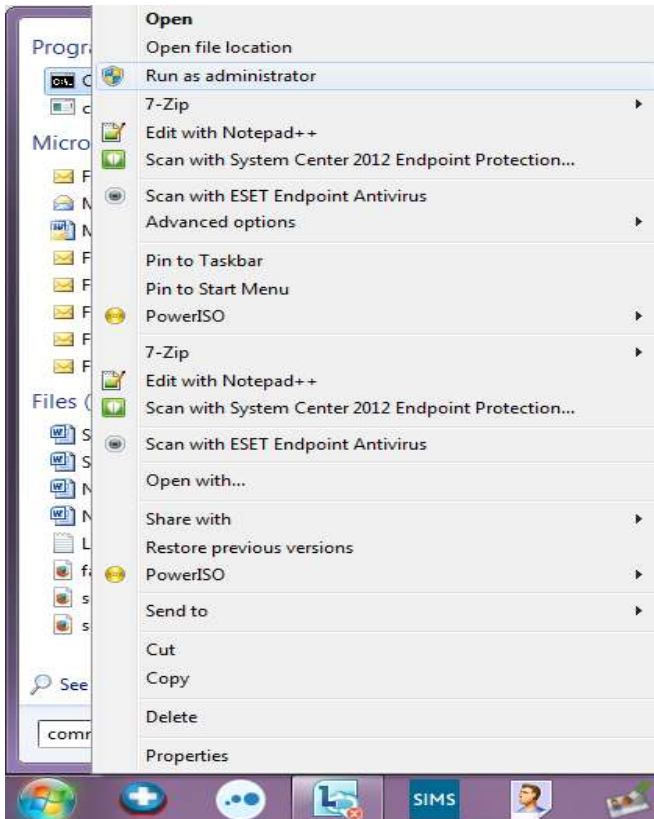 Open
Progr
Open file location
C:\.
C
Run as administrator
c
7-Zip
Micro
Edit with Notepad++
Scan with System Center 2012 Endpoint Protection...
F
M
Scan with ESET Endpoint Antivirus
N
Advanced options
F
Pin to Taskbar
F
Pin to Start Menu
F
PowerISO
F
7-Zip
F
Edit with Notepad++
Files (
Scan with System Center 2012 Endpoint Protection...
S
Scan with ESET Endpoint Antivirus
S
N
Open with...
N
Share with
L
Restore previous versions
fa
PowerISO
s
Send to
s
Cut
See
Copy
Delete
comr
Properties
L
SIMS